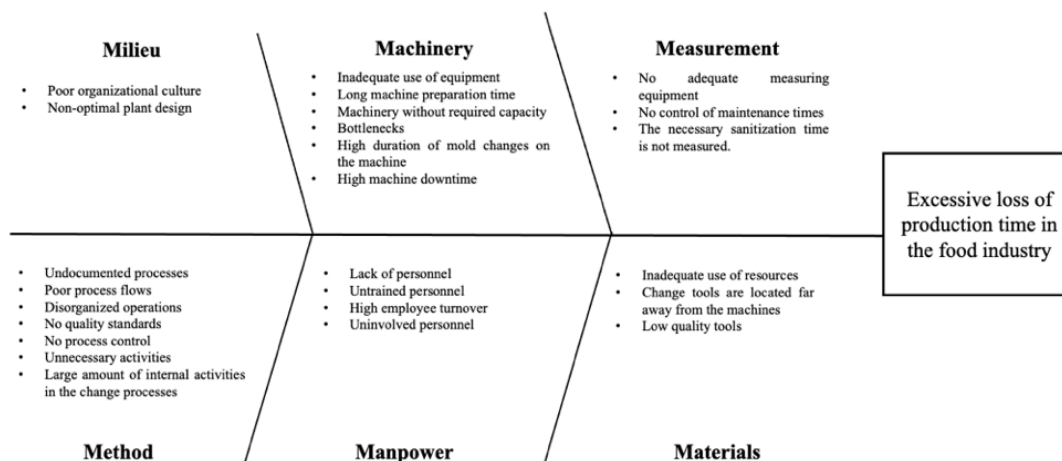 Milieu
• Poor organizational culture
• Non-optimal plant design
Machinery
• Inadequate use of equipment
• Long machine preparation time
• Machinery without required capacity
• Bottlenecks
• High duration of mold changes on
the machine
• High machine downtime
Measurement
• No adequate measuring
equipment
• No control of maintenance times
• The necessary sanitization time
is not measured.
Excessive loss of
production time in
the food industry
• Undocumented processes
• Poor process flows
• Disorganized operations
• No quality standards
• No process control
• Unnecessary activities
• Large amount of internal activities
in the change processes
Method
• Lack of personnel
• Untrained personnel
• High employee turnover
• Uninvolved personnel
Manpower
• Inadequate use of resources
• Change tools are located far
away from the machines
• Low quality tools
Materials